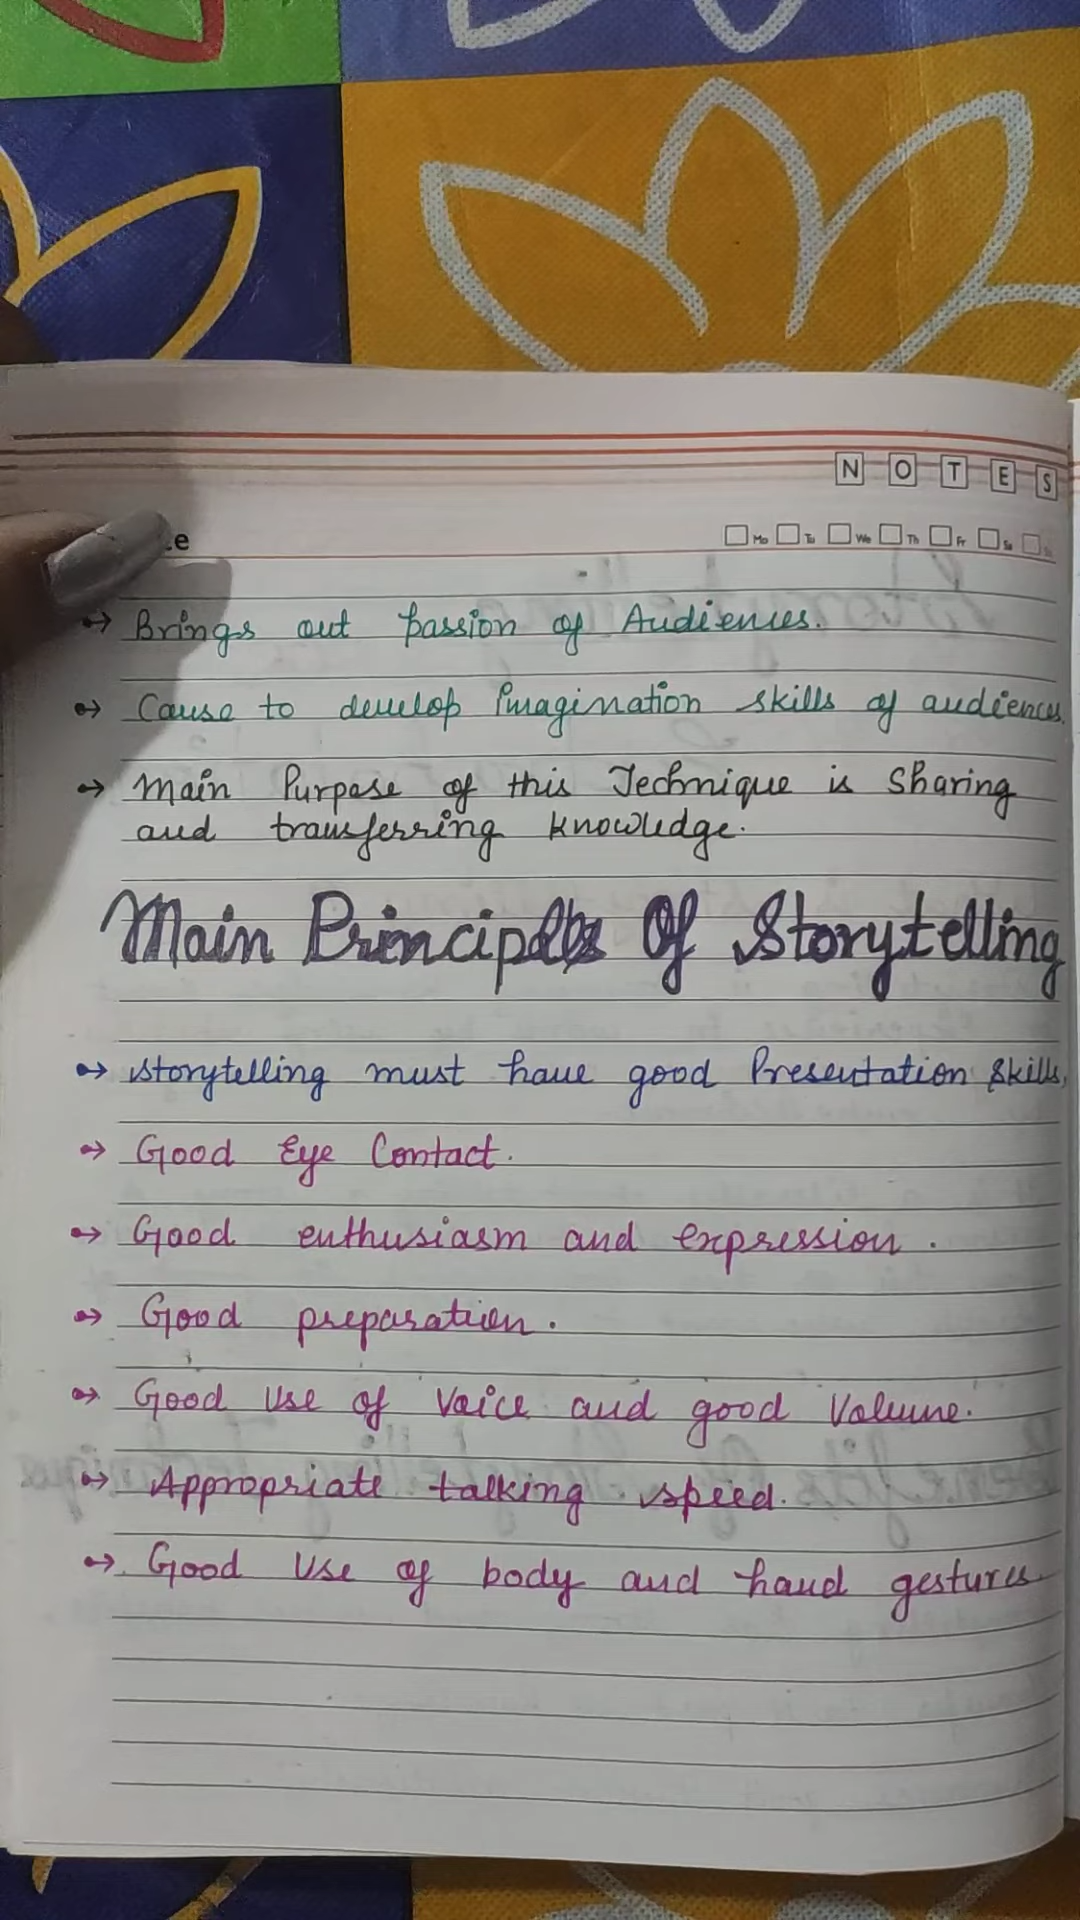 N O T E S
te
Mo Tu We Th Fr Sa Su
→ Brings out passion of Audiences.
→ Cause to develop Imagination skills of audiences.
→ Main Purpose of this Technique is Sharing
and transferring knowledge.
Main Principles Of Storytelling
→ Storytelling must have good Presentation Skills,
→ Good Eye Contact.
→ Good enthusiasm and expression.
→ Good preparation.
→ Good Use of Voice and good Volume.
→ Appropriate talking speed.
→ Good Use of body and hand gestures.